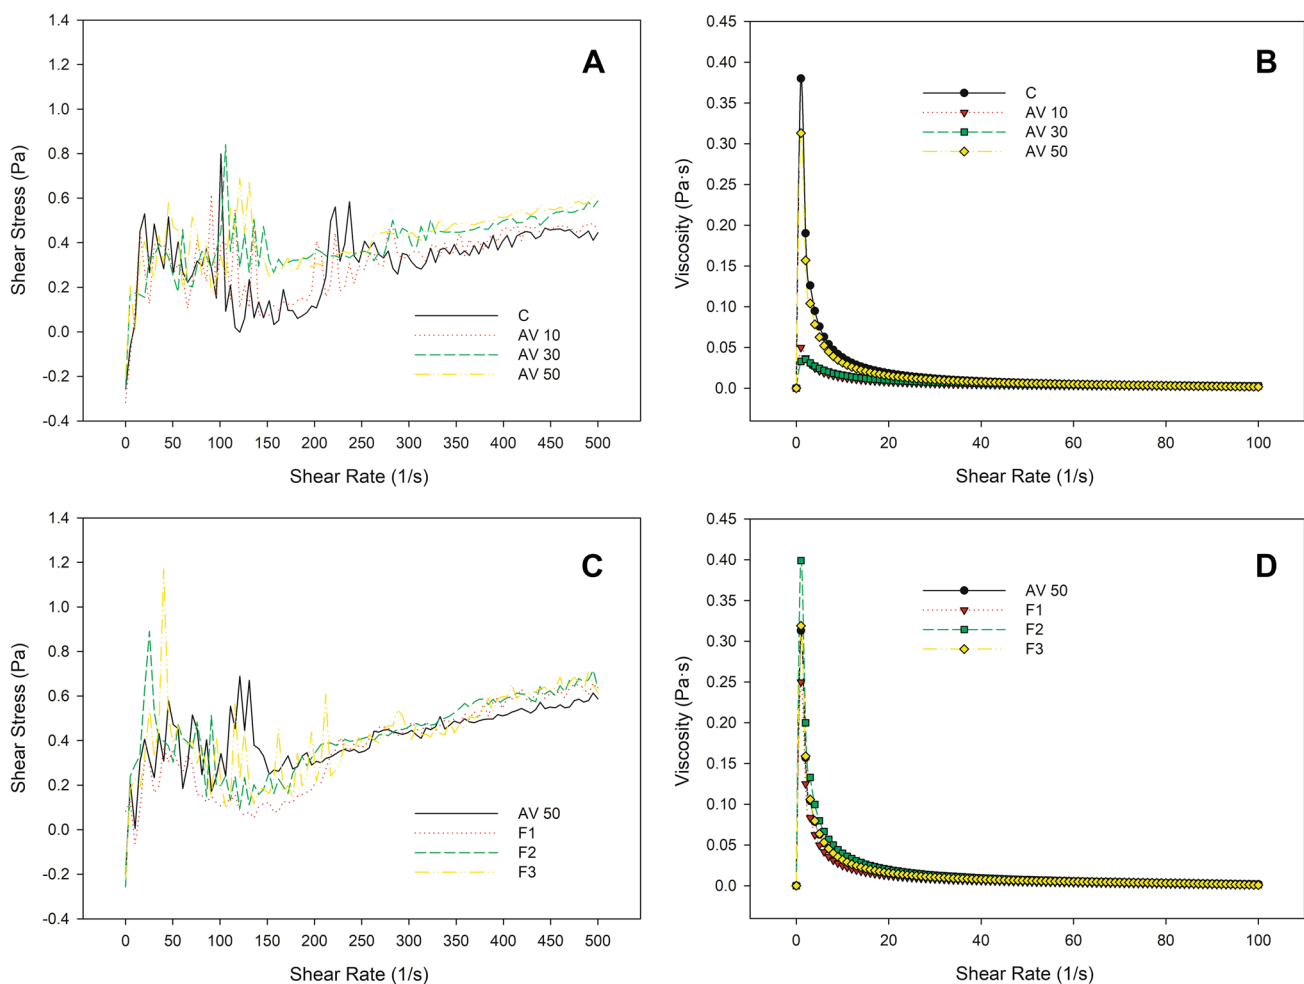 A
Shear Stress (Pa)
1.4
1.2
1.0
0.8
0.6
0.4
0.2
0.0
-0.2
-0.4
C
AV 10
AV 30
AV 50
0 50 100 150 200 250 300 350 400 450 500
Shear Rate (1/s)
B
Viscosity (Pa·s)
0.45
0.40
0.35
0.30
0.25
0.20
0.15
0.10
0.05
0.0
C
AV 10
AV 30
AV 50
0 20 40 60 80 100
Shear Rate (1/s)
C
Shear Stress (Pa)
1.4
1.2
1.0
0.8
0.6
0.4
0.2
0.0
-0.2
-0.4
AV 50
F1
F2
F3
0 50 100 150 200 250 300 350 400 450 500
Shear Rate (1/s)
D
Viscosity (Pa·s)
0.45
0.40
0.35
0.30
0.25
0.20
0.15
0.10
0.05
0.0
AV 50
F1
F2
F3
0 20 40 60 80 100
Shear Rate (1/s)